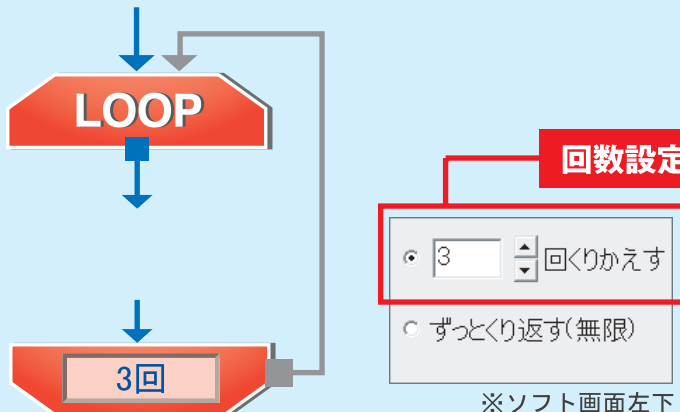 LOOP
回数設定
3 回くりかえす
ずっとくり返す(無限)
3回
※ソフト画面左下